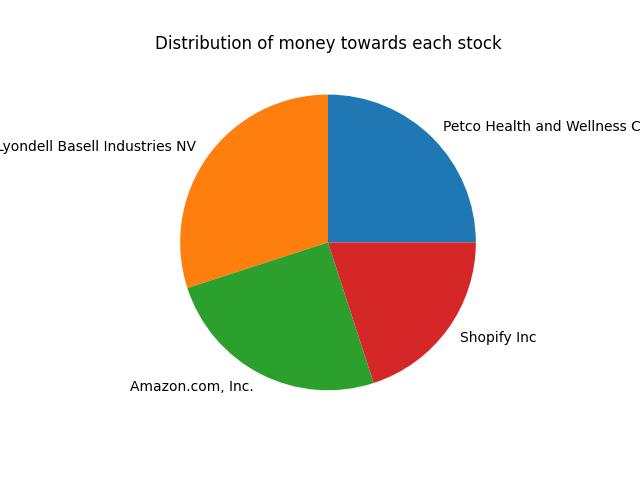 Distribution of money towards each stock
Petco Health and Wellness C
Lyondell Basell Industries NV
Shopify Inc
Amazon.com, Inc.